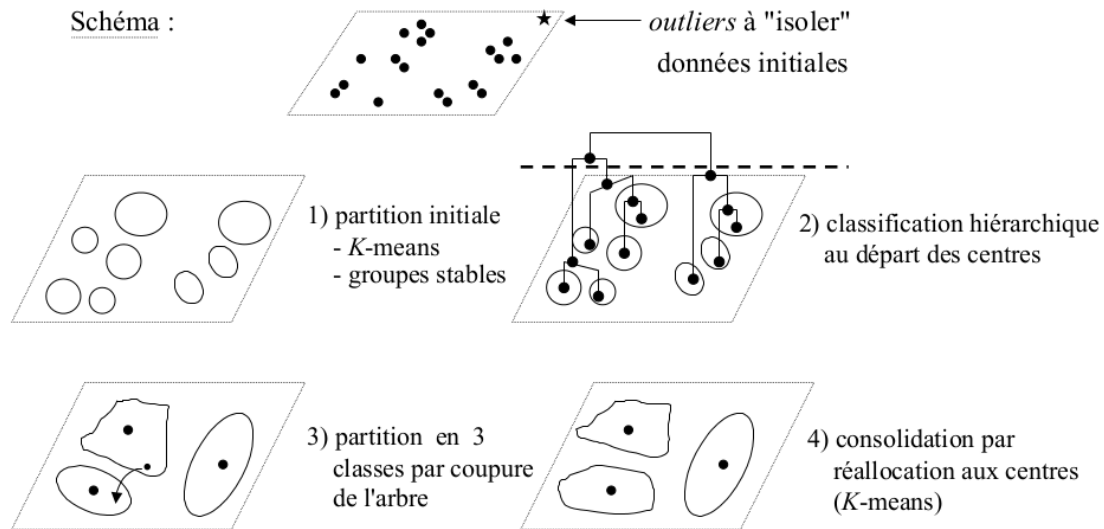 Schéma :
outliers à "isoler"
données initiales
1) partition initiale
- K-means
- groupes stables
2) classification hiérarchique
au départ des centres
3) partition en 3
classes par coupure
de l'arbre
4) consolidation par
réallocation aux centres
(K-means)